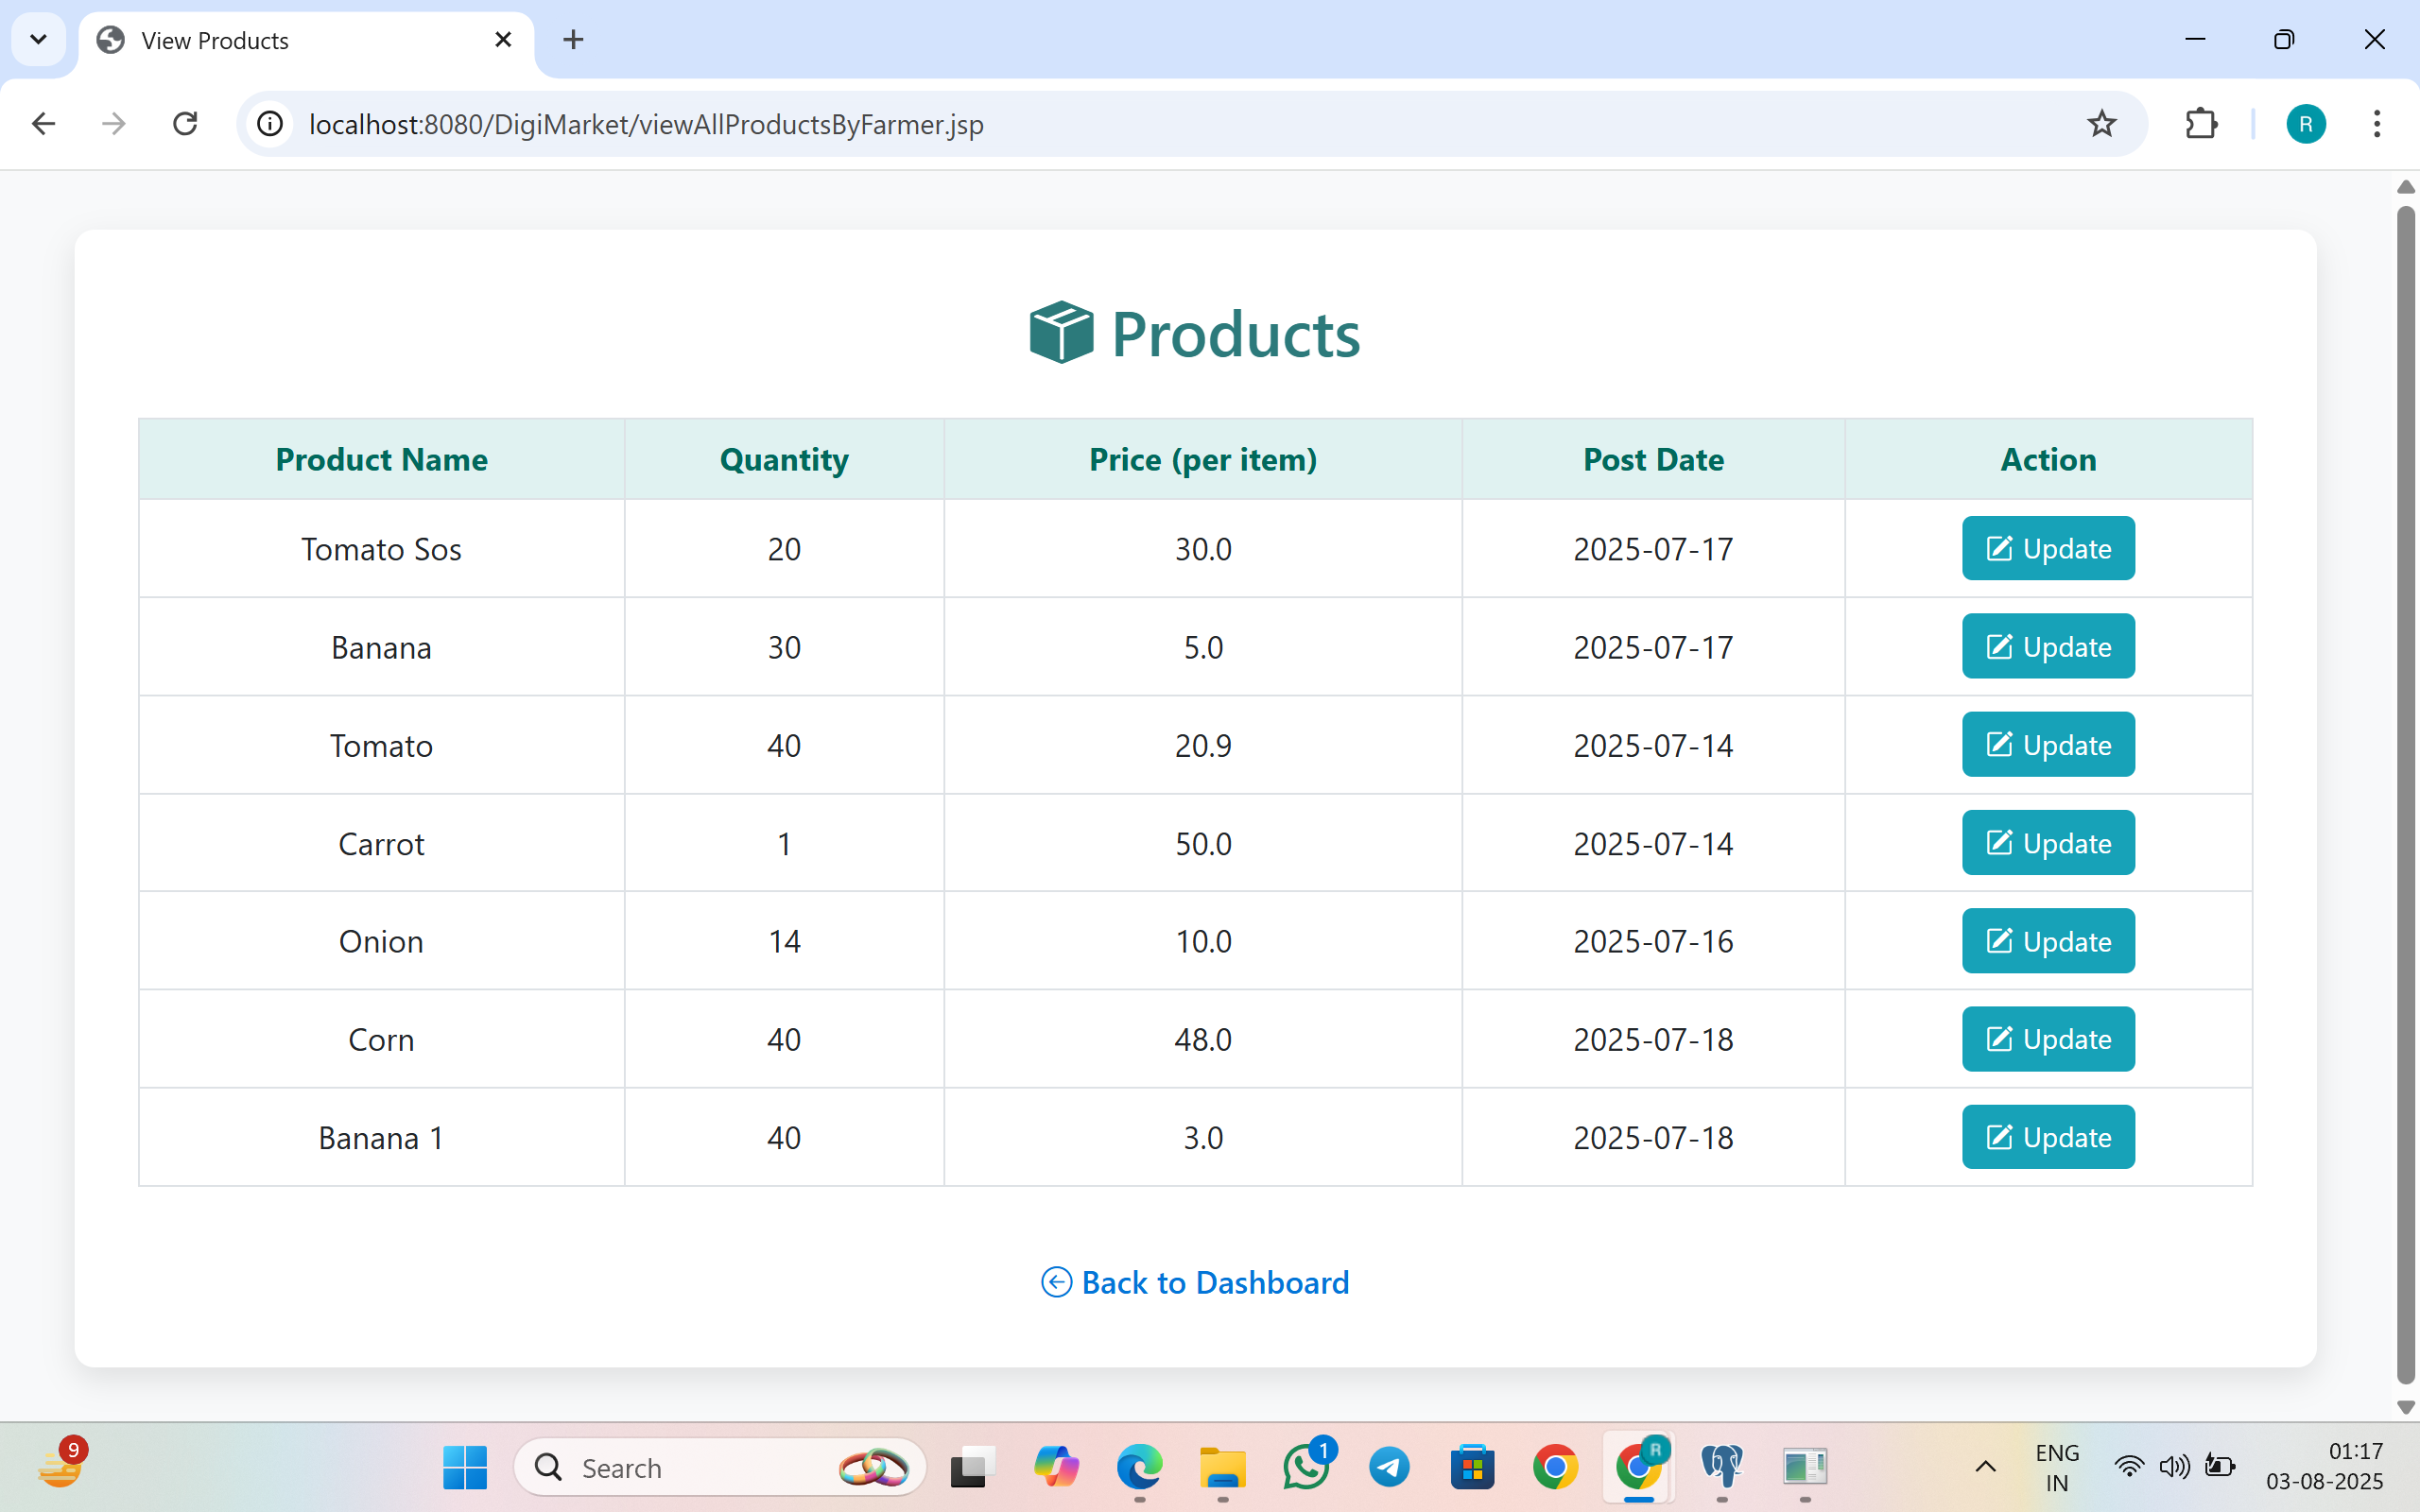 View Products
localhost:8080/DigiMarket/viewAllProductsByFarmer.jsp
R
Products
Product Name Quantity Price (per item) Post Date Action
Tomato Sos 20 30.0 2025-07-17 Update
Banana 30 5.0 2025-07-17 Update
Tomato 40 20.9 2025-07-14 Update
Carrot 1 50.0 2025-07-14 Update
Onion 14 10.0 2025-07-16 Update
Corn 40 48.0 2025-07-18 Update
Banana 1 40 3.0 2025-07-18 Update
Back to Dashboard
9 Search 1 R ENG 01:17
IN 03-08-2025